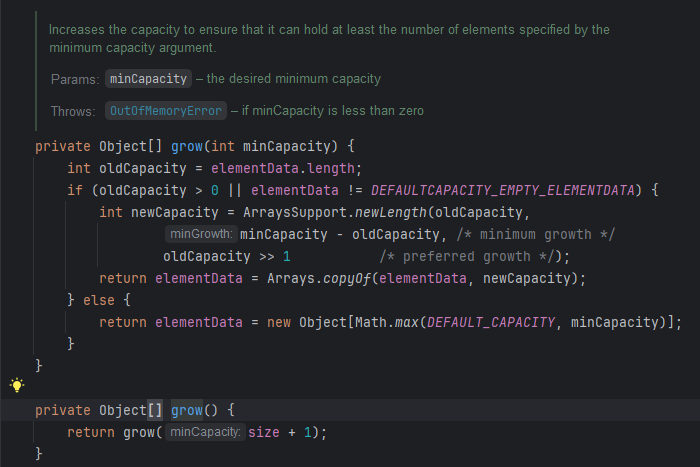 Increases the capacity to ensure that it can hold at least the number of elements specified by the
minimum capacity argument.
Params: minCapacity – the desired minimum capacity
Throws: OutOfMemoryError – if minCapacity is less than zero
private Object[] grow(int minCapacity) {
    int oldCapacity = elementData.length;
    if (oldCapacity > 0 || elementData != DEFAULTCAPACITY_EMPTY_ELEMENTDATA) {
        int newCapacity = ArraysSupport.newLength(oldCapacity,
                minGrowth: minCapacity - oldCapacity, /* minimum growth */
                oldCapacity >> 1           /* preferred growth */);
        return elementData = Arrays.copyOf(elementData, newCapacity);
    } else {
        return elementData = new Object[Math.max(DEFAULT_CAPACITY, minCapacity)];
    }
}
private Object[] grow() {
    return grow( minCapacity: size + 1);
}